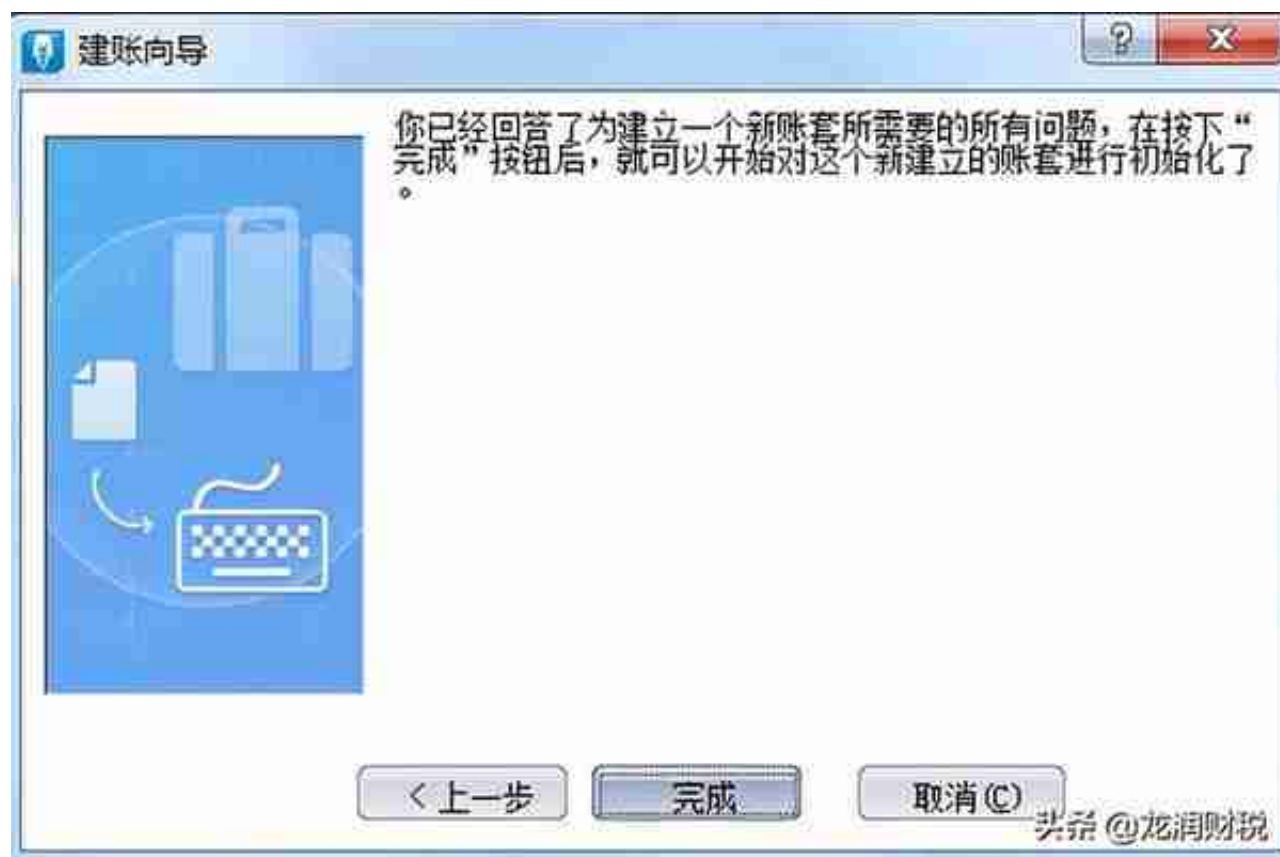 建账向导
你已经回答了为建立一个新账套所需要的所有问题，在按下“
完成”按钮后，就可以开始对这个新建立的账套进行初始化了
。
<上一步
完成
取消(C)
头条 @龙润财税